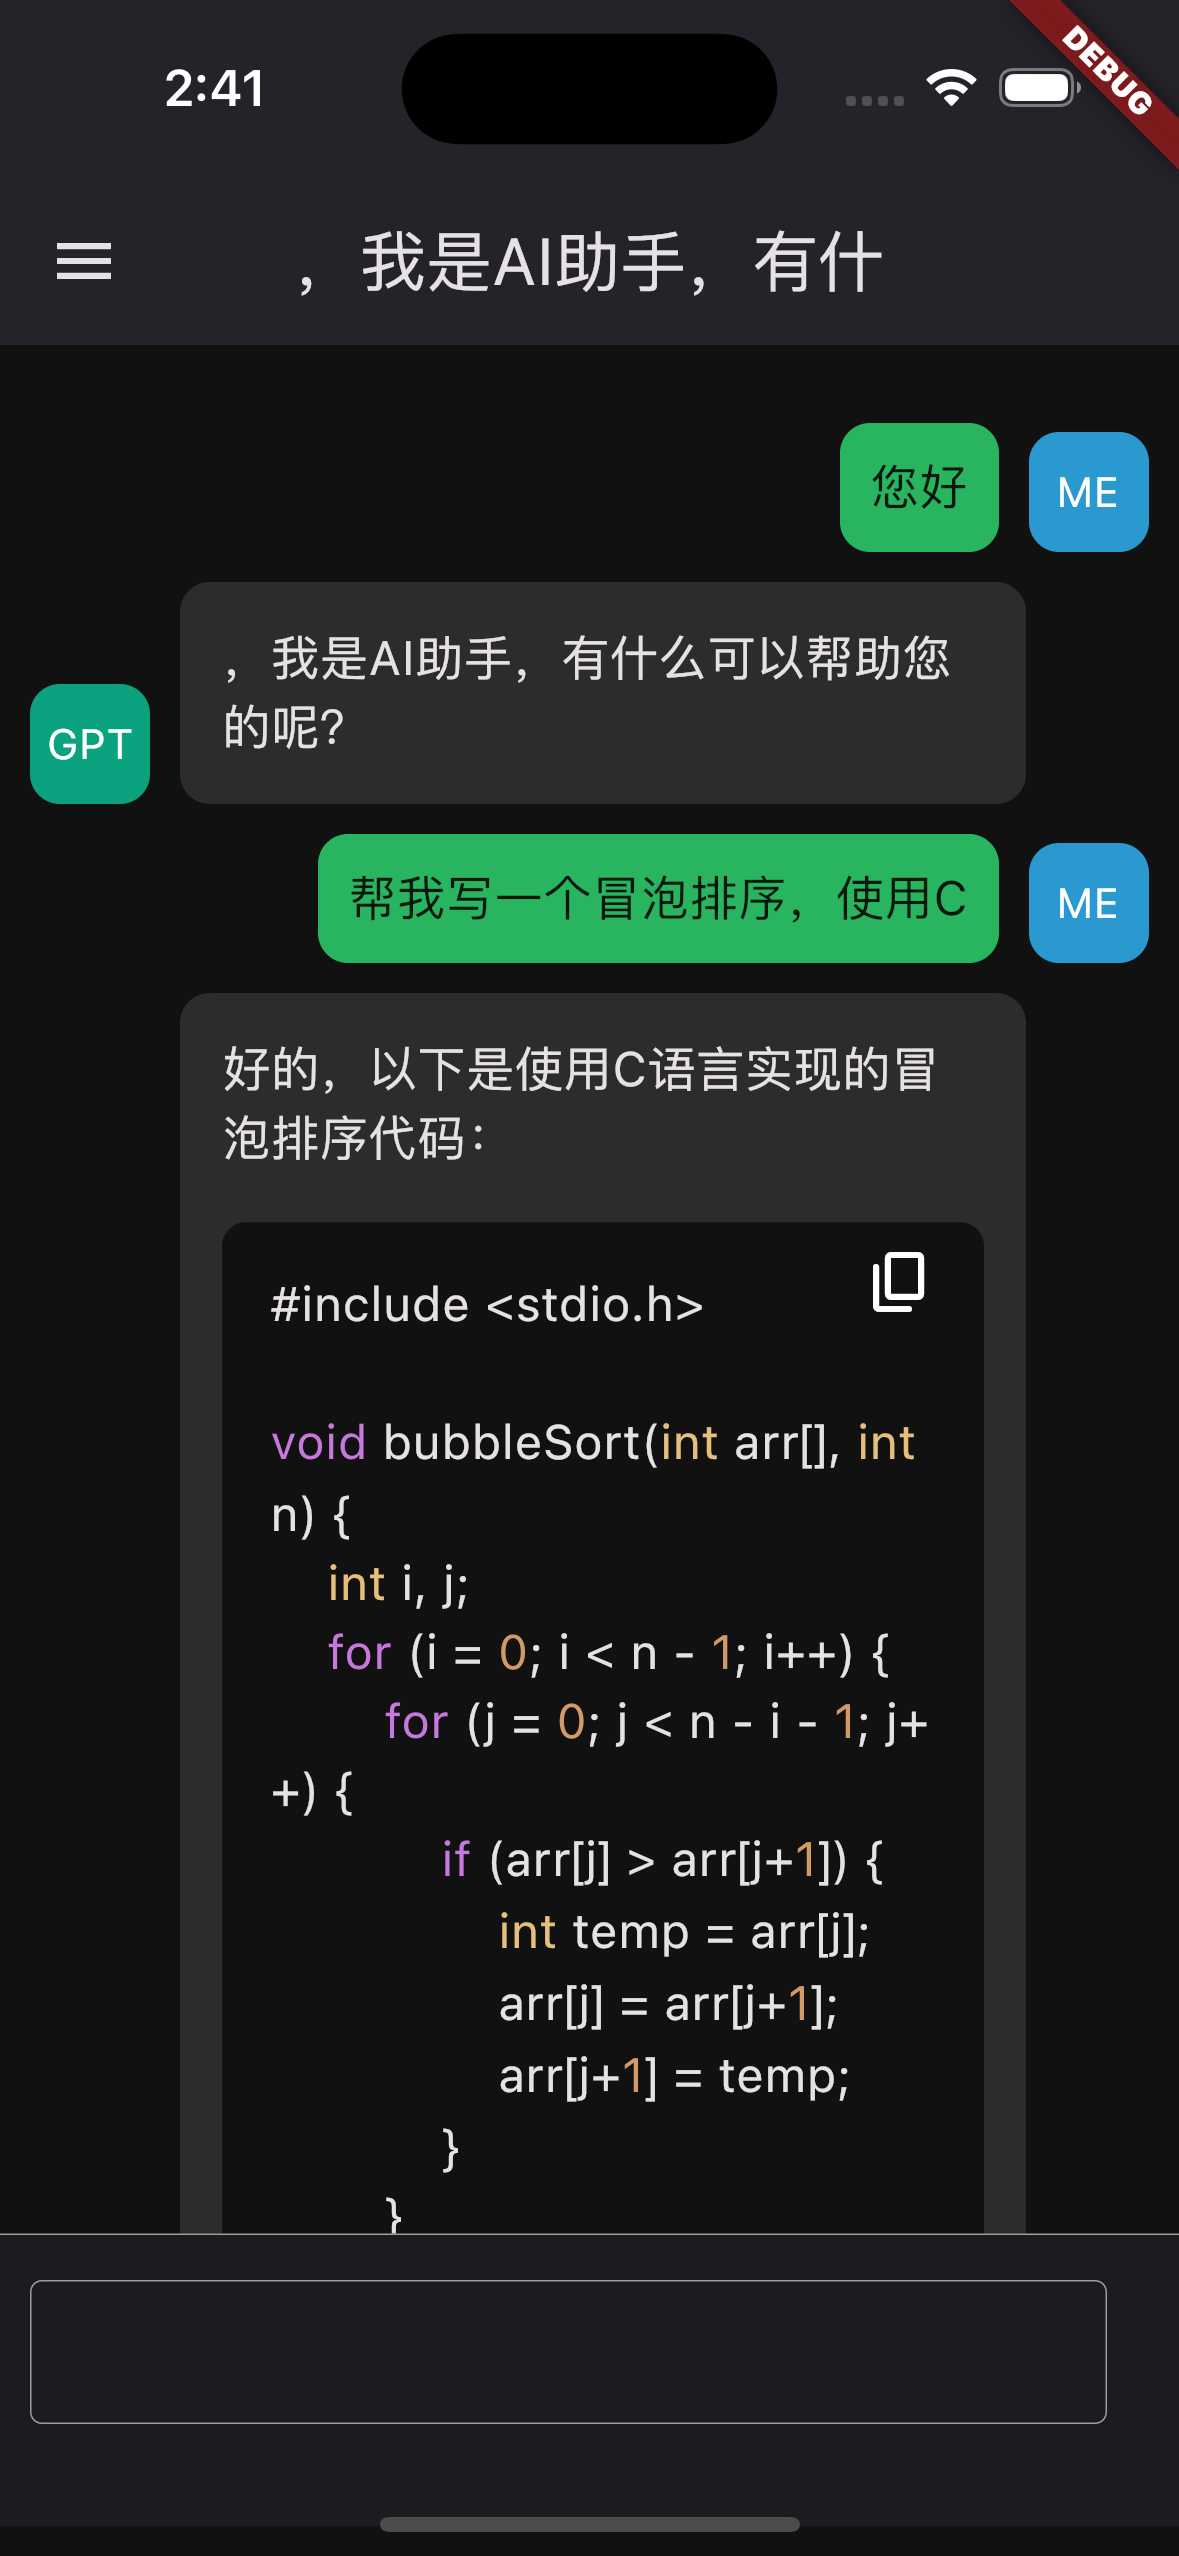 2:41
DEBUG
，我是AI助手，有什
您好
ME
，我是AI助手，有什么可以帮助您
的呢?
GPT
帮我写一个冒泡排序，使用C
ME
好的，以下是使用C语言实现的冒
泡排序代码：
#include <stdio.h>
void bubbleSort(int arr[], int
n) {
    int i, j;
    for (i = 0; i < n - 1; i++) {
        for (j = 0; j < n - i - 1; j+
+) {
            if (arr[j] > arr[j+1]) {
                int temp = arr[j];
                arr[j] = arr[j+1];
                arr[j+1] = temp;
            }
        }